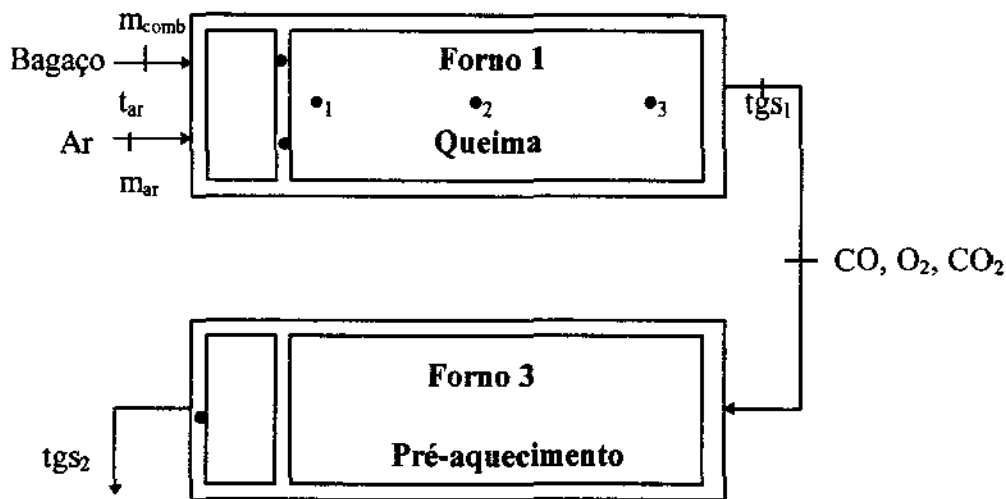 m_comb
Bagaço
t_ar
Ar
m_ar
Forno 1
1
2
3
Queima
tgs_1
CO, O_2, CO_2
Forno 3
Pré-aquecimento
tgs_2